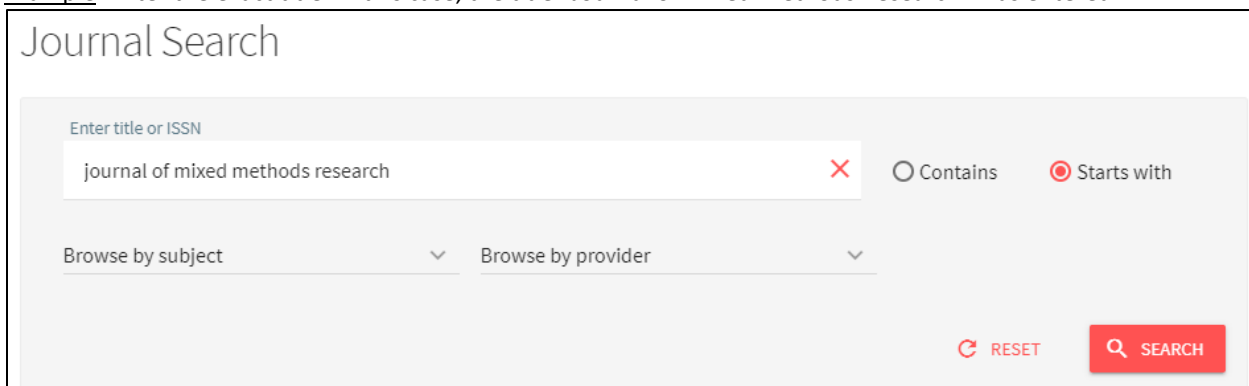 Journal Search
Enter title or ISSN
journal of mixed methods research
Contains
Starts with
Browse by subject
Browse by provider
RESET
SEARCH